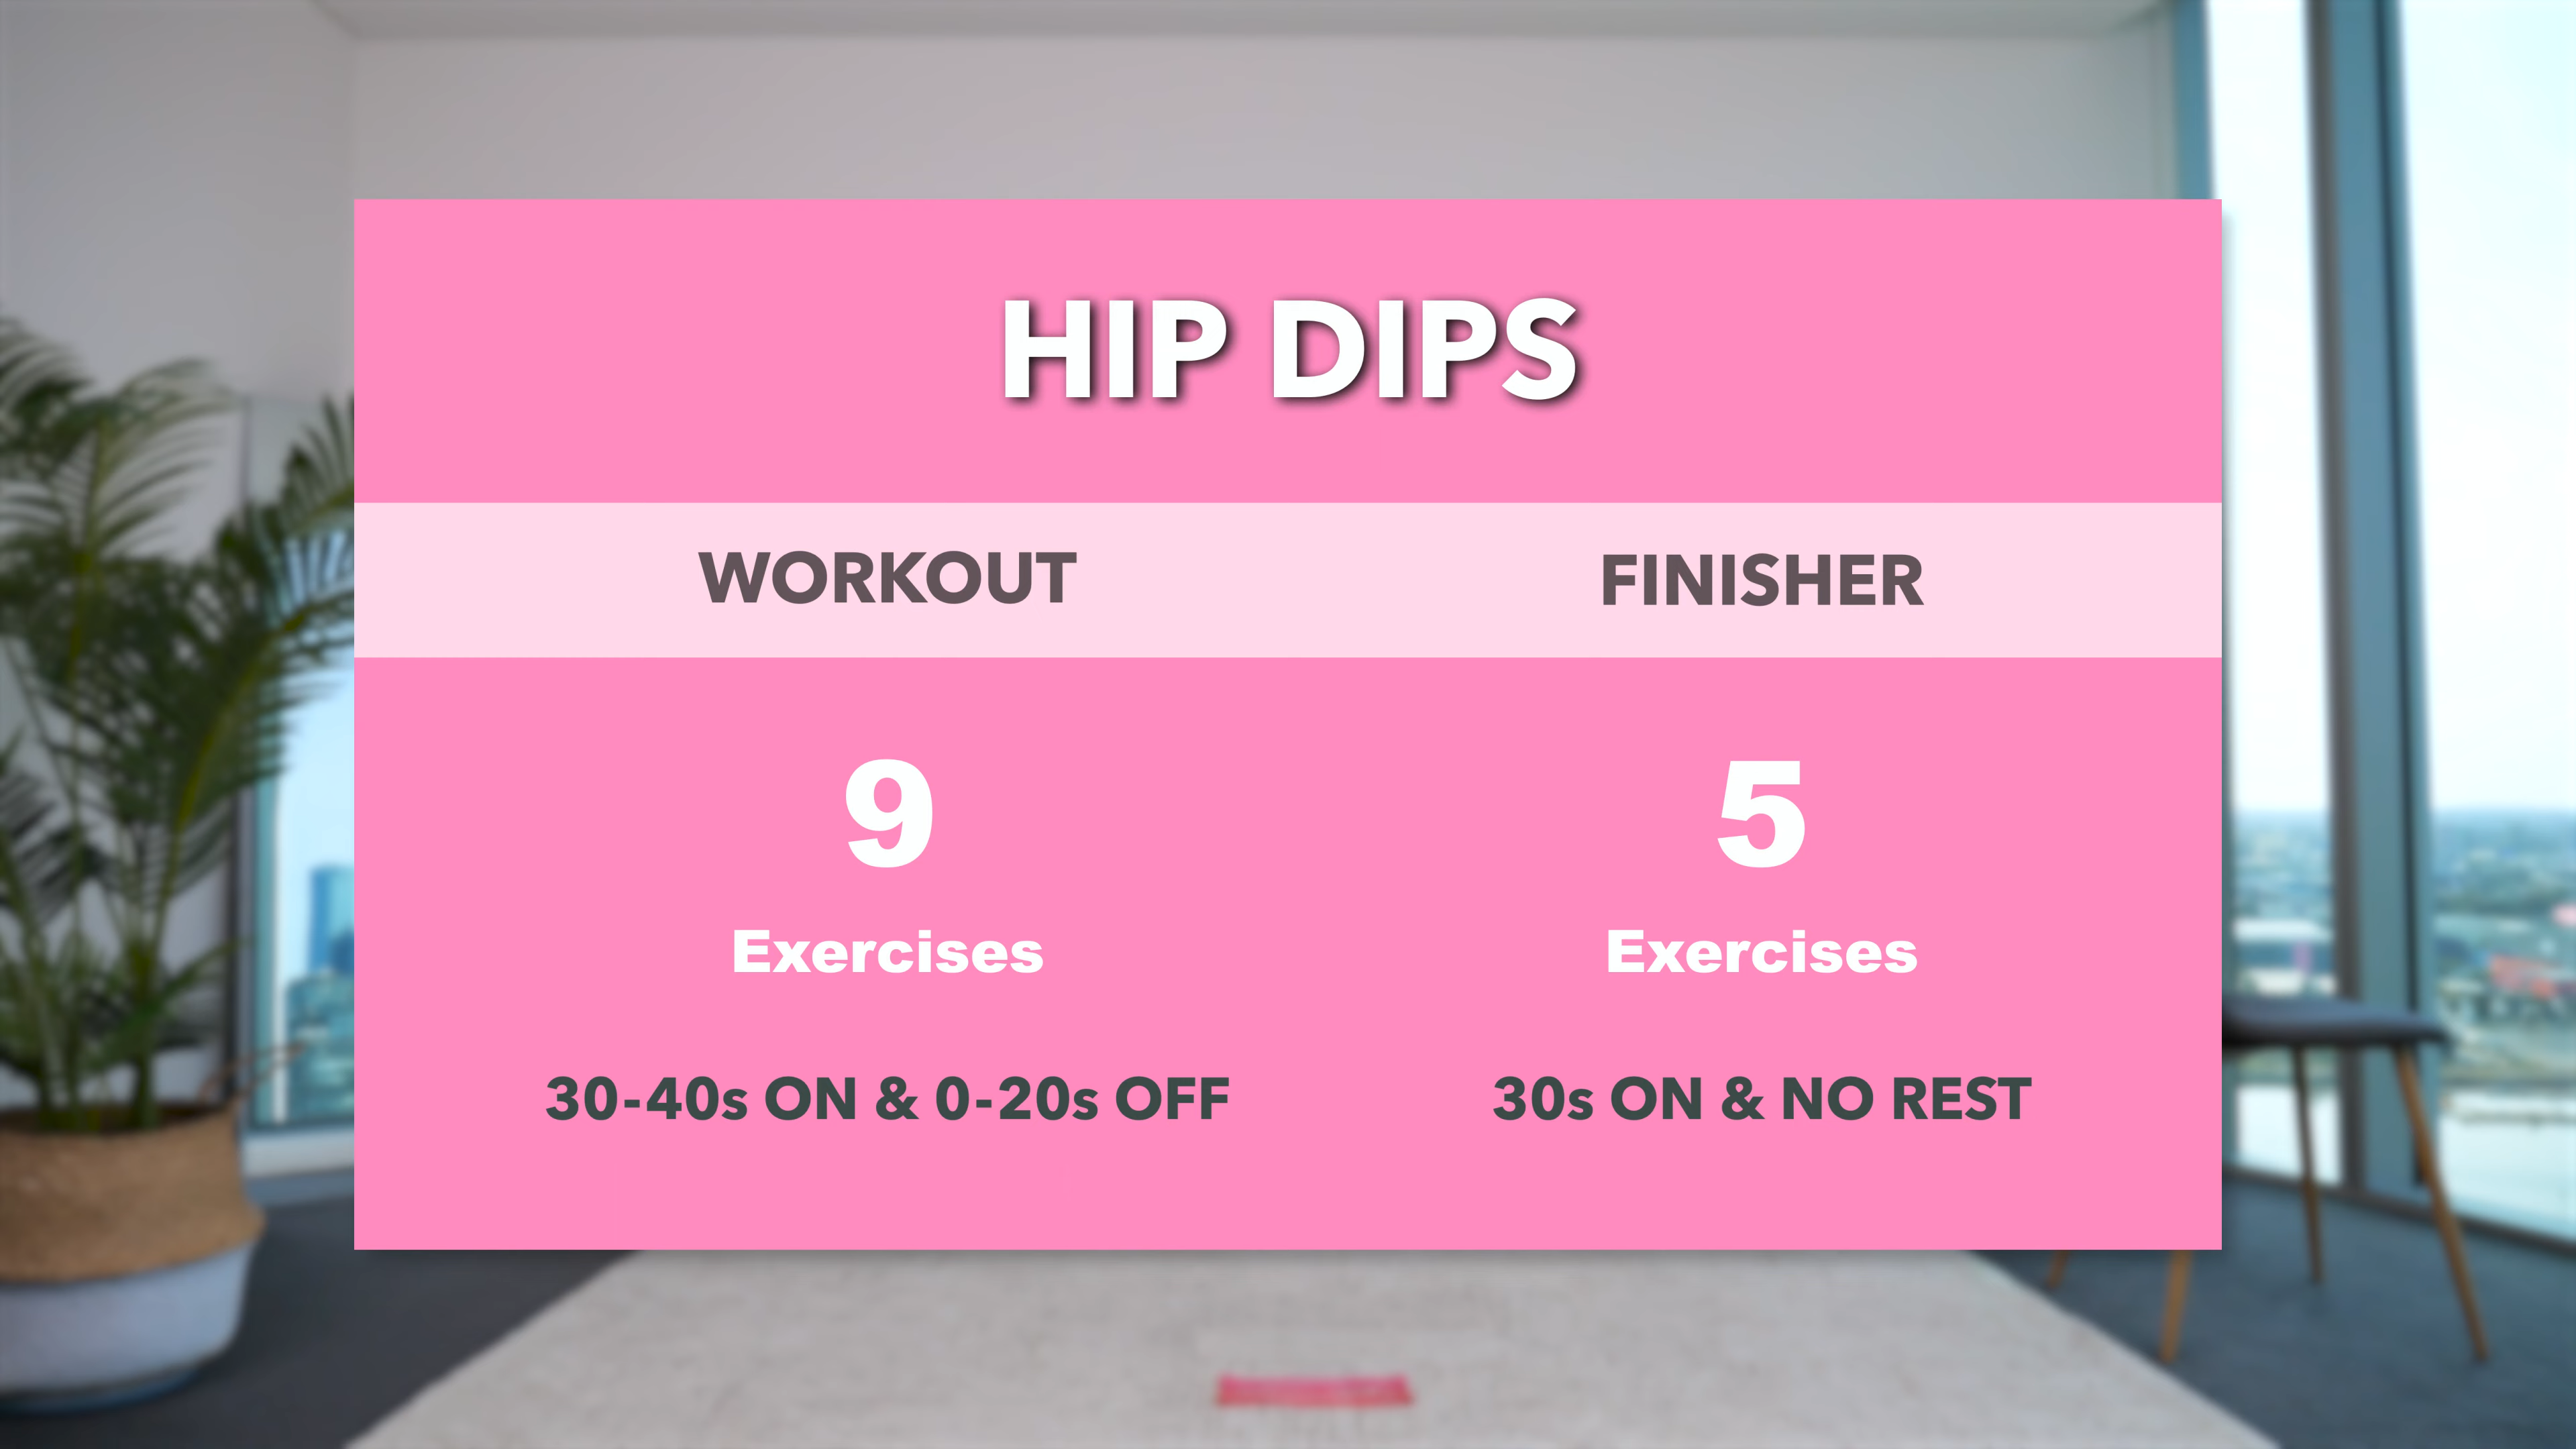 HIP DIPS
WORKOUT
FINISHER
9
Exercises
30-40s ON & 0-20s OFF
5
Exercises
30s ON & NO REST